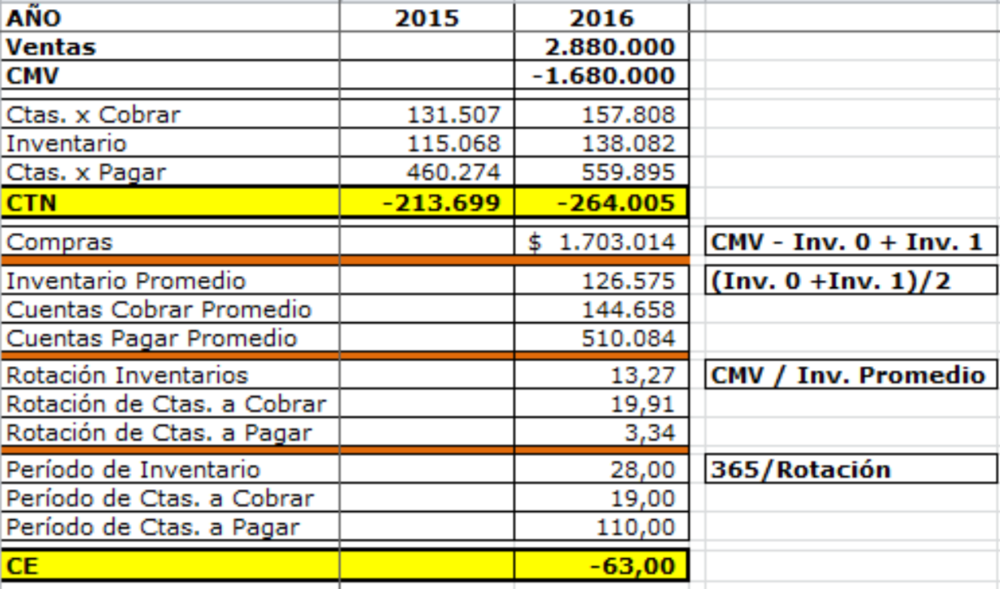 AÑO 2015 2016
Ventas 2.880.000
CMV -1.680.000
Ctas. x Cobrar 131.507 157.808
Inventario 115.068 138.082
Ctas. x Pagar 460.274 559.895
CTN -213.699 -264.005
Compras $ 1.703.014 CMV - Inv. 0 + Inv. 1
Inventario Promedio 126.575 (Inv. 0 +Inv. 1)/2
Cuentas Cobrar Promedio 144.658
Cuentas Pagar Promedio 510.084
Rotación Inventarios 13,27 CMV / Inv. Promedio
Rotación de Ctas. a Cobrar 19,91
Rotación de Ctas. a Pagar 3,34
Período de Inventario 28,00 365/Rotación
Período de Ctas. a Cobrar 19,00
Período de Ctas. a Pagar 110,00
CE -63,00